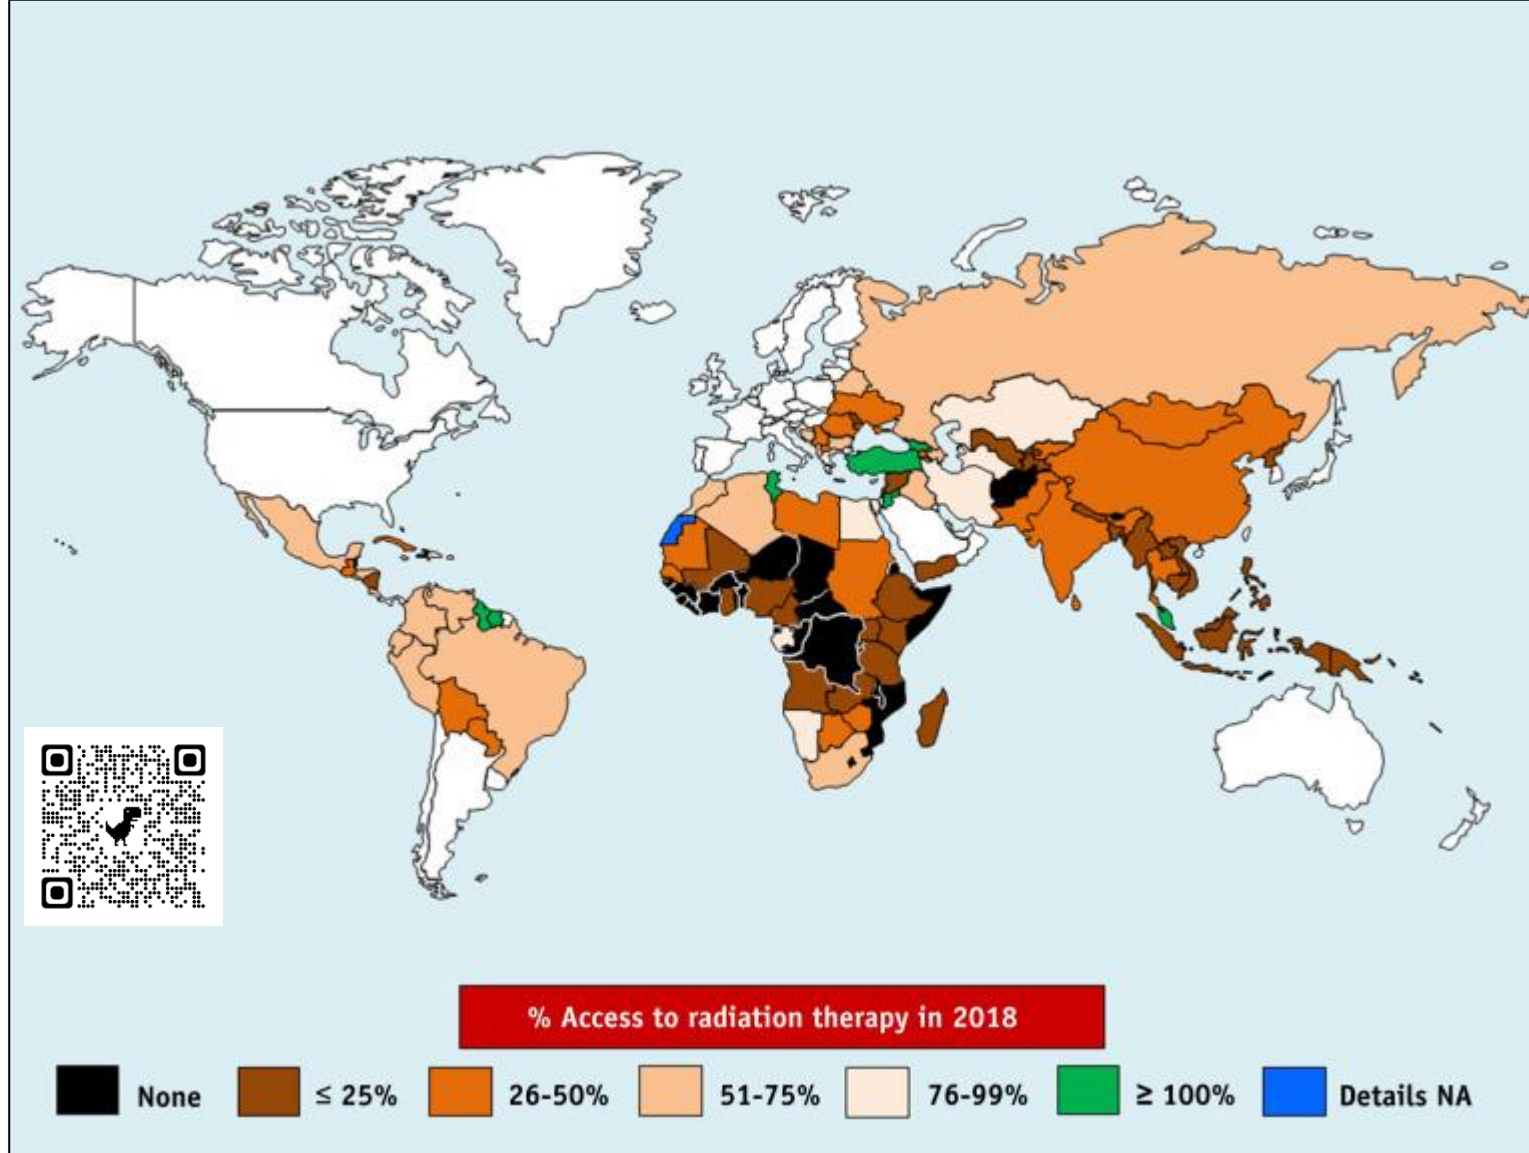 % Access to radiation therapy in 2018
None
≤ 25%
26-50%
51-75%
76-99%
≥ 100%
Details NA